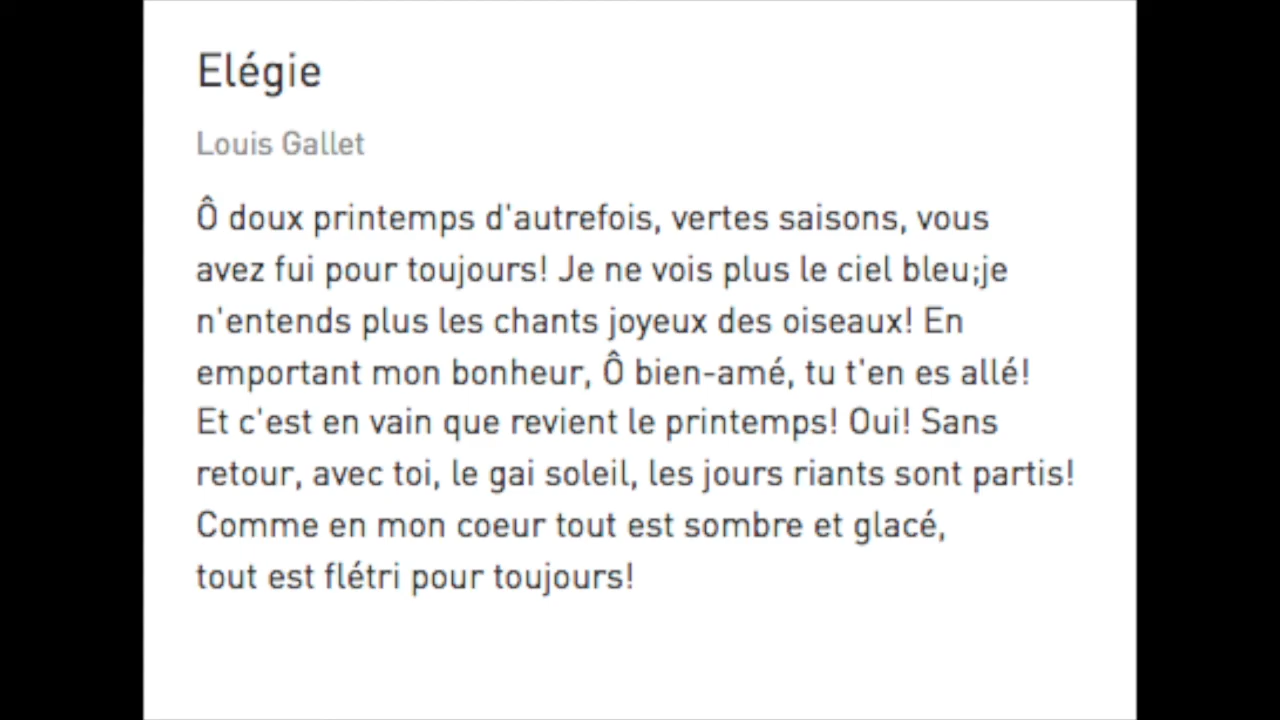 Elégie
Louis Gallet
Ô doux printemps d'autrefois, vertes saisons, vous
avez fui pour toujours! Je ne vois plus le ciel bleu;je
n'entends plus les chants joyeux des oiseaux! En
emportant mon bonheur, Ô bien-amé, tu t'en es allé!
Et c'est en vain que revient le printemps! Oui! Sans
retour, avec toi, le gai soleil, les jours riants sont partis!
Comme en mon coeur tout est sombre et glacé,
tout est flétri pour toujours!